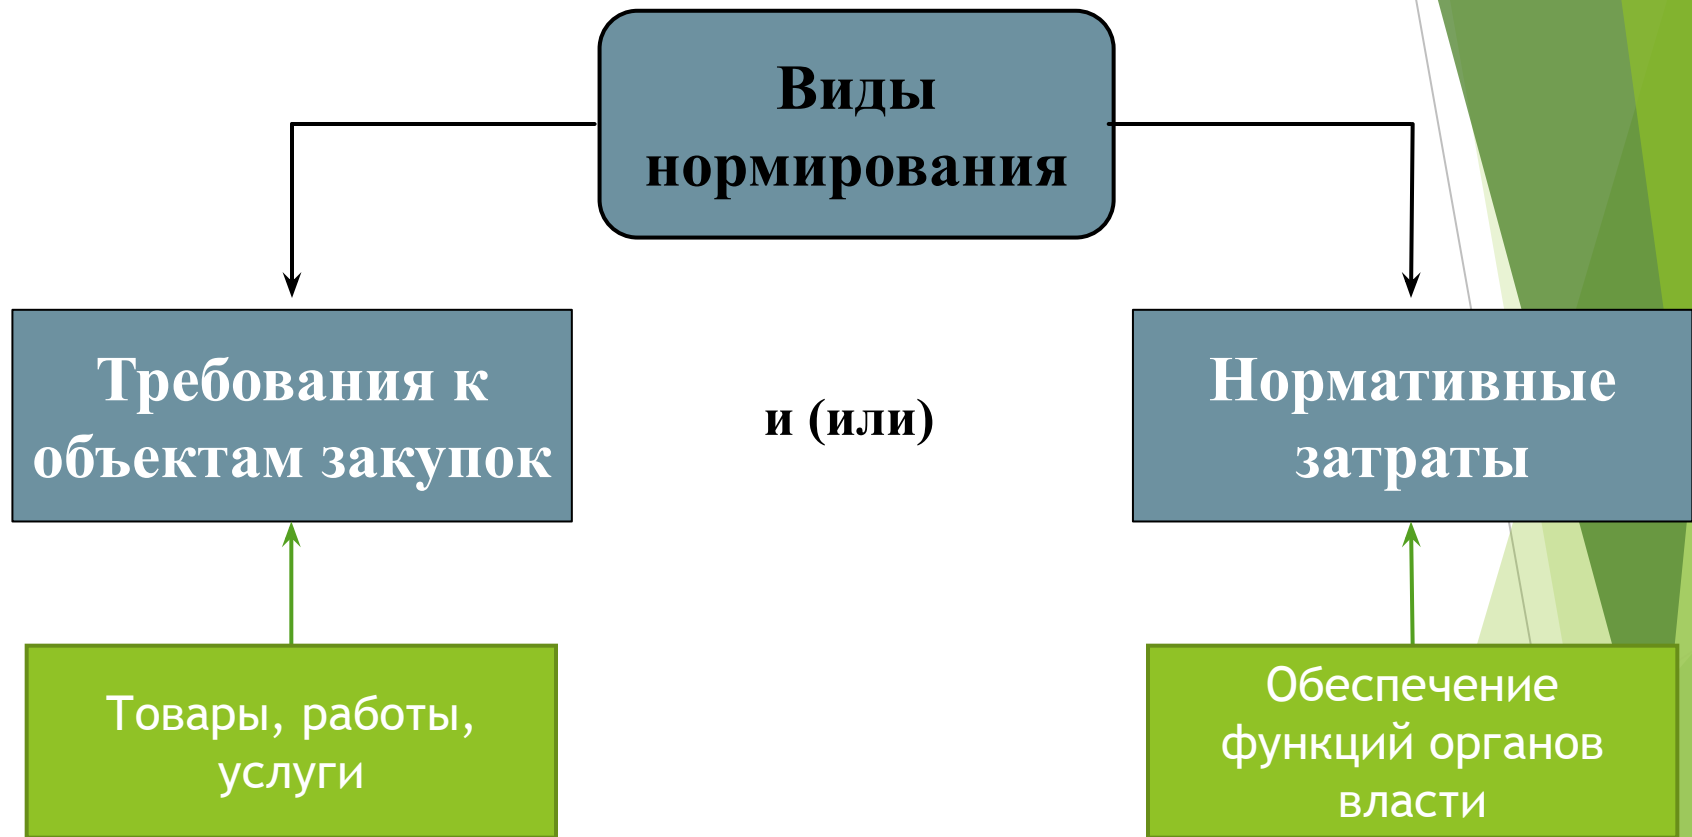 Виды
нормирования
Требования к
объектам закупок
и (или)
Нормативные
затраты
Товары, работы,
услуги
Обеспечение
функций органов
власти